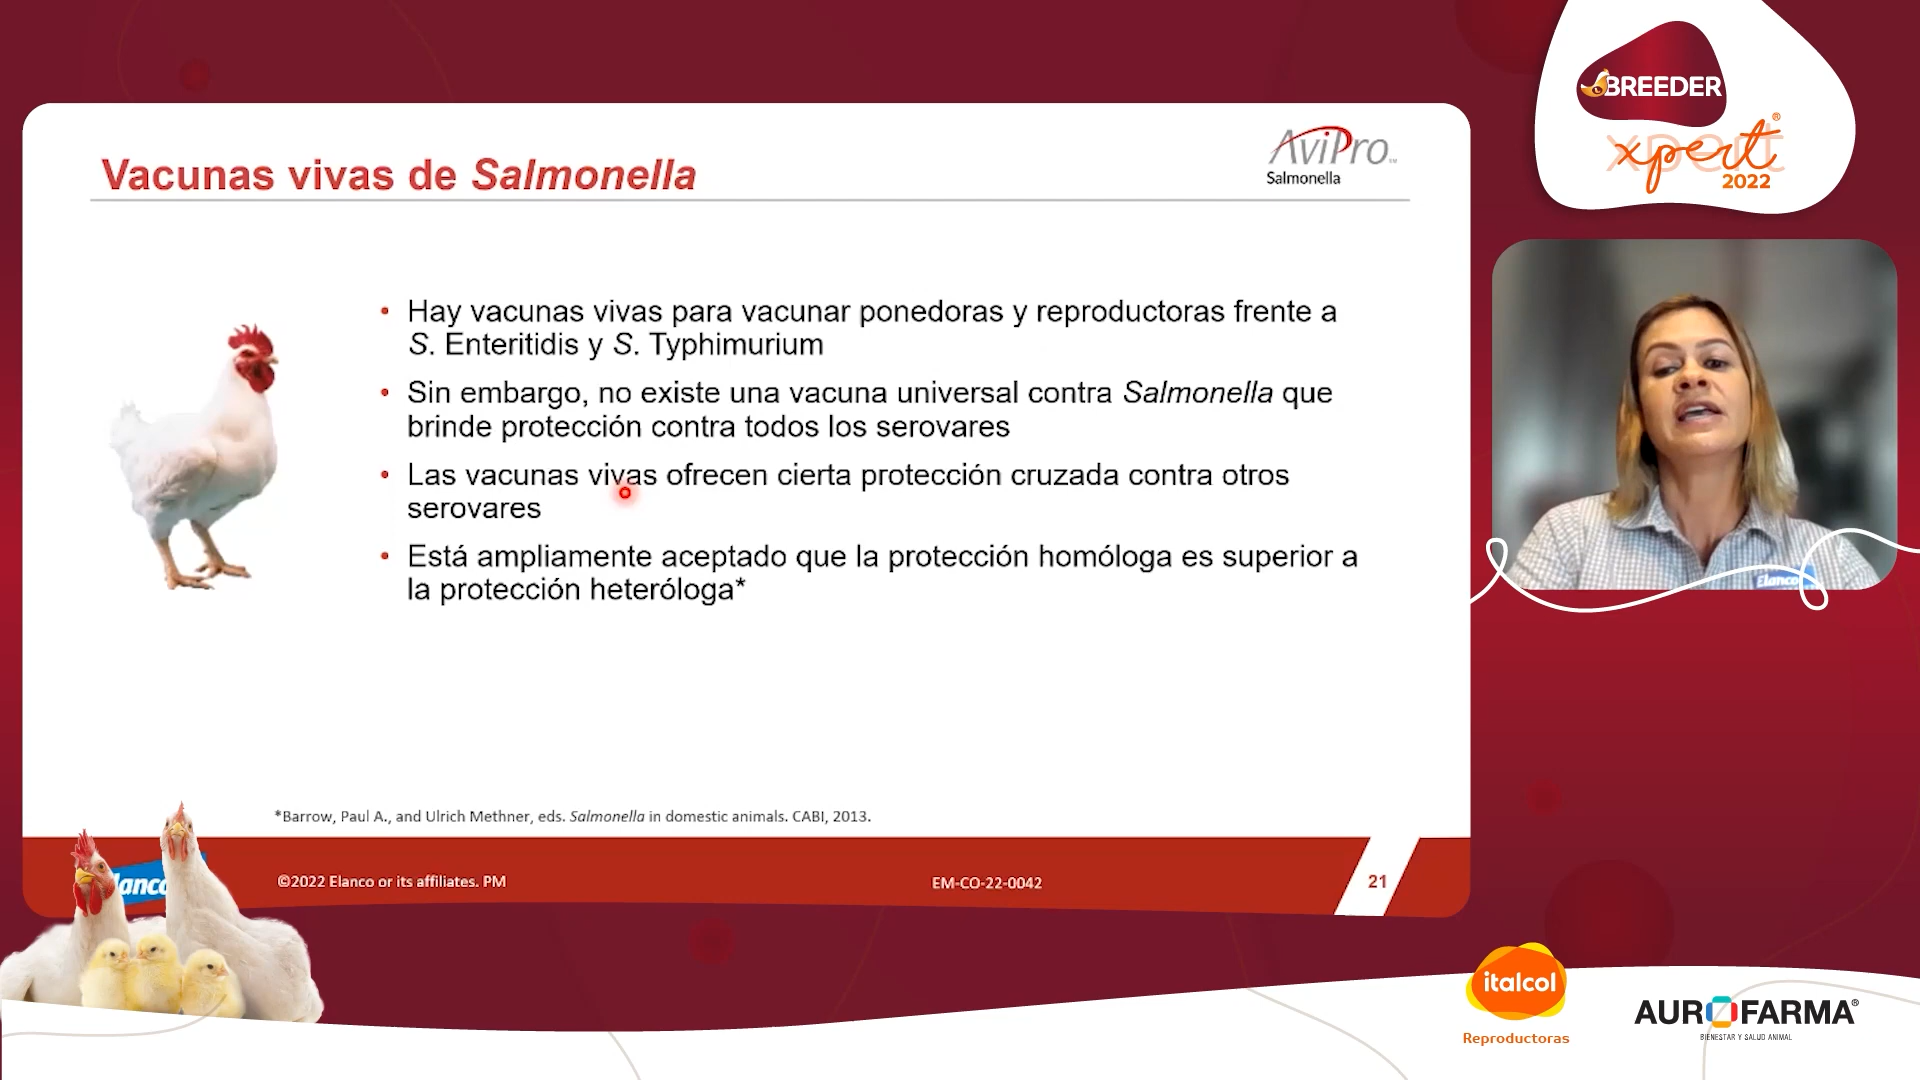 BREEDER
xpert®
2022
Vacunas vivas de Salmonella
AviPro SM
Salmonella
• Hay vacunas vivas para vacunar ponedoras y reproductoras frente a
S. Enteritidis y S. Typhimurium
• Sin embargo, no existe una vacuna universal contra Salmonella que
brinde protección contra todos los serovares
• Las vacunas vivas ofrecen cierta protección cruzada contra otros
serovares
• Está ampliamente aceptado que la protección homóloga es superior a
la protección heteróloga*
Elanco
*Barrow, Paul A., and Ulrich Methner, eds. Salmonella in domestic animals. CABI, 2013.
lanco
©2022 Elanco or its affiliates. PM
EM-CO-22-0042
21
italcol
Reproductoras
AUROFARMA®
BIENESTAR Y SALUD ANIMAL